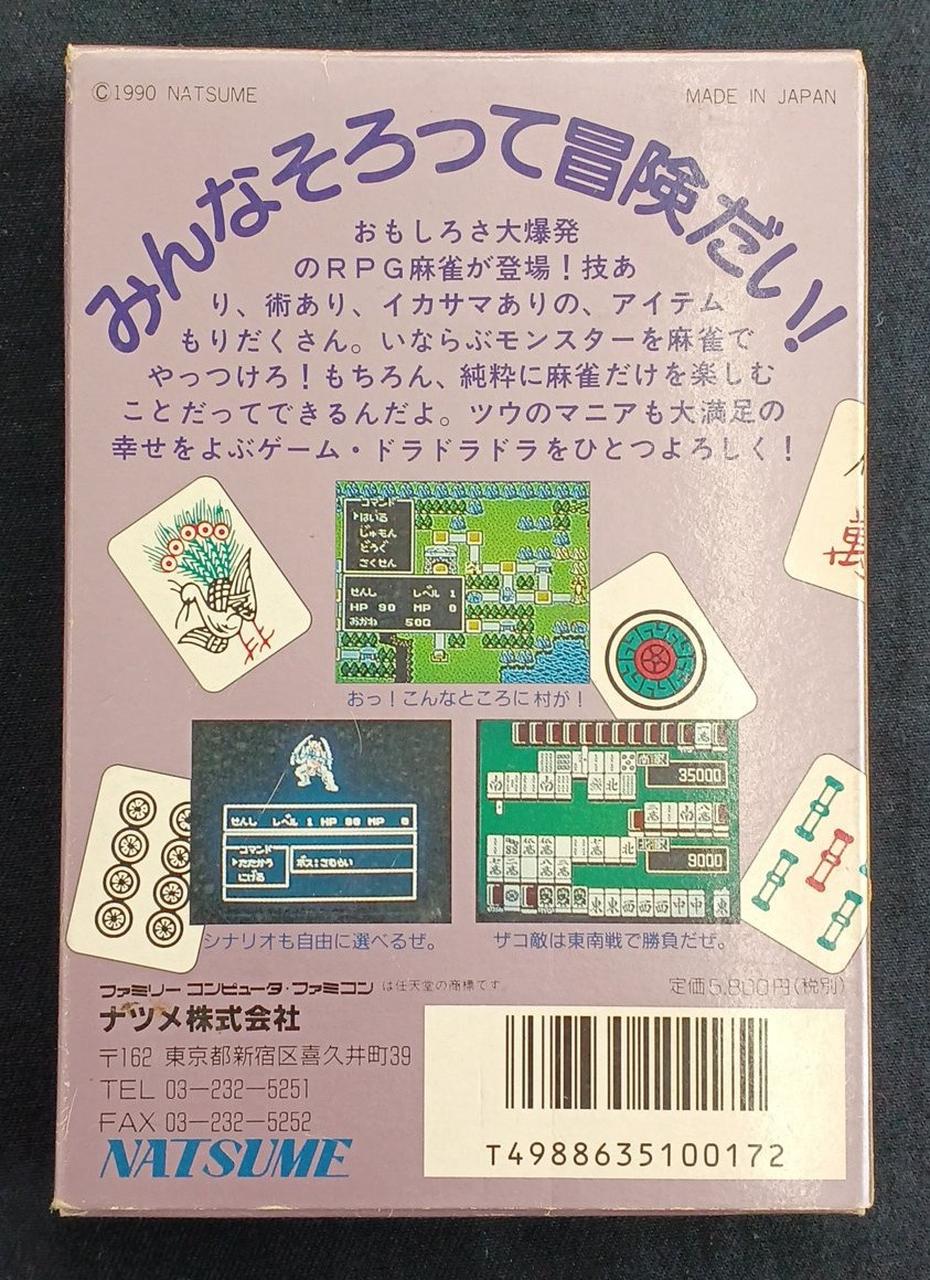 ©1990 NATSUME
MADE IN JAPAN
みんなそろって冒険だい!!
おもしろさ大爆発
のRPG麻雀が登場！技あ
り、術あり、イカサマありの、アイテム
もりだくさん。いならぶモンスターを麻雀で
やっつけろ！もちろん、純粋に麻雀だけを楽しむ
ことだってできるんだよ。ツウのマニアも大満足の
幸せをよぶゲーム・ドラドラドラをひとつよろしく！
コマンド
はいる
じゅもん
どうぐ
ごくせん
せんし レベル 1
HP 90 MP 0
おかね 50G
萬
おっ！こんなところに村が！
せんし レベル 1 HP 80 MP 0
コマンド
たたかう
にげる
ボス:さむらい
35000
9000
東東西西西中中東
シナリオも自由に選べるぜ。
ザコ敵は東南戦で勝負だぜ。
ファミリーコンピュータ・ファミコンは任天堂の商標です
定価5,800円(税別)
ナツメ株式会社
〒162 東京都新宿区喜久井町39
TEL 03-232-5251
FAX 03-232-5252
NATSUME
T4988635100172